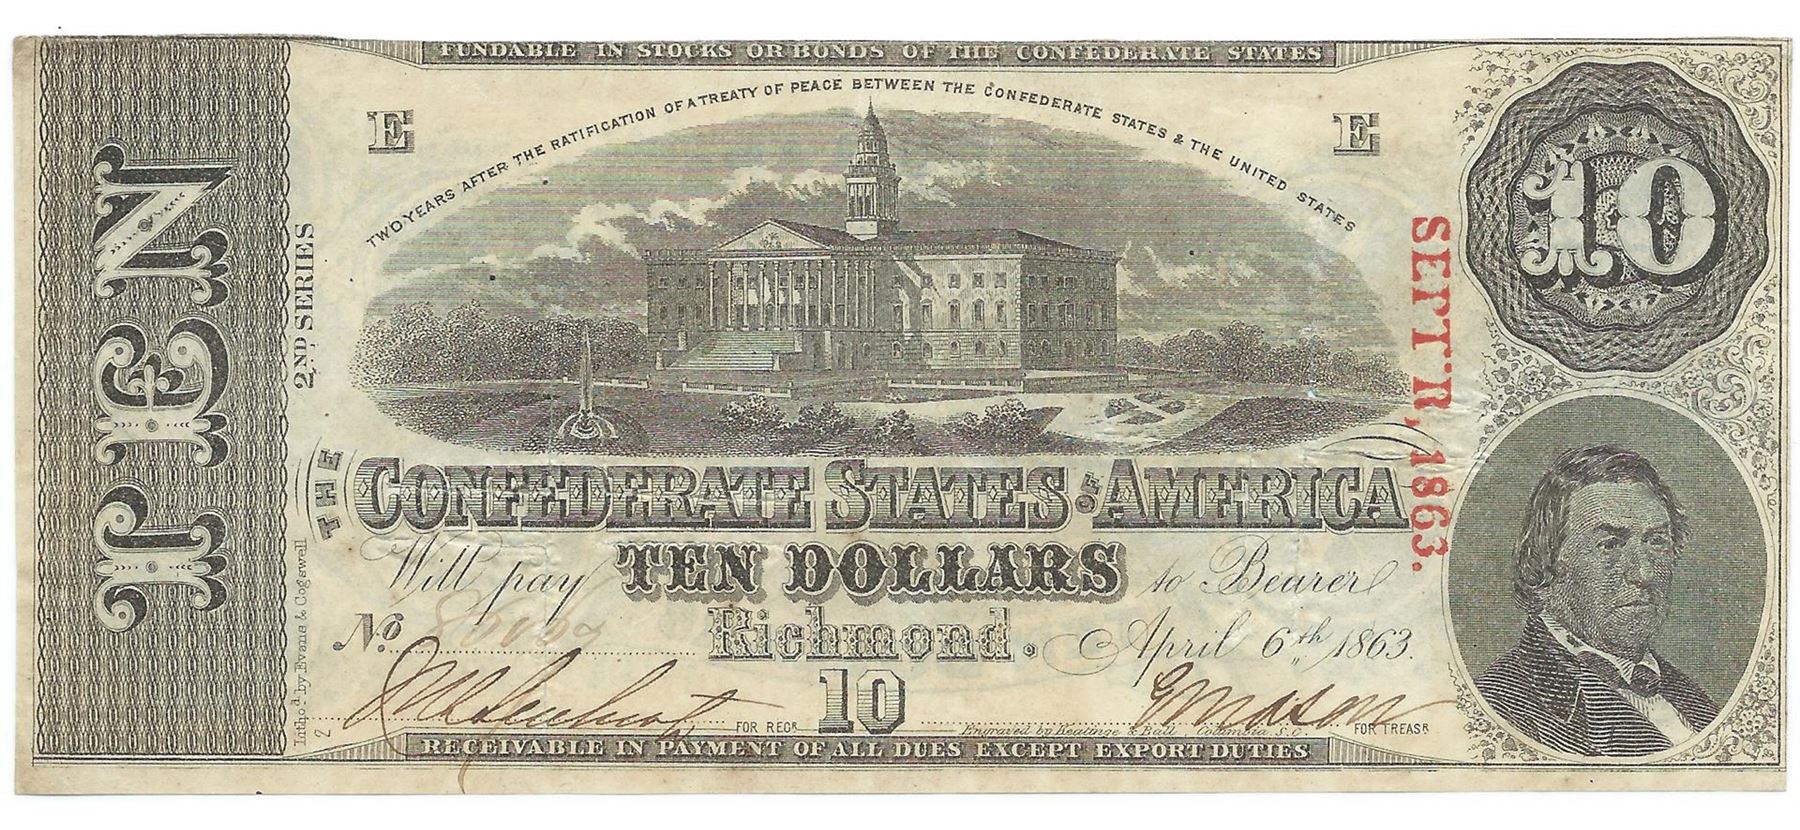 FUNDABLE IN STOCKS OR BONDS OF THE CONFEDERATE STATES
TWO YEARS AFTER THE RATIFICATION OF A TREATY OF PEACE BETWEEN THE CONFEDERATE STATES & THE UNITED STATES
E
E
10
TEN
2ND SERIES
SEPT'R, 1863.
THE CONFEDERATE STATES OF AMERICA
Will pay TEN DOLLARS to Bearer
No
Richmond. April 6th 1863.
10
FOR REGR.
FOR TREASR
Engraved by Keatinge & Ball Columbia S.C.
Litho'd by Evans & Cogswell
2
RECEIVABLE IN PAYMENT OF ALL DUES EXCEPT EXPORT DUTIES